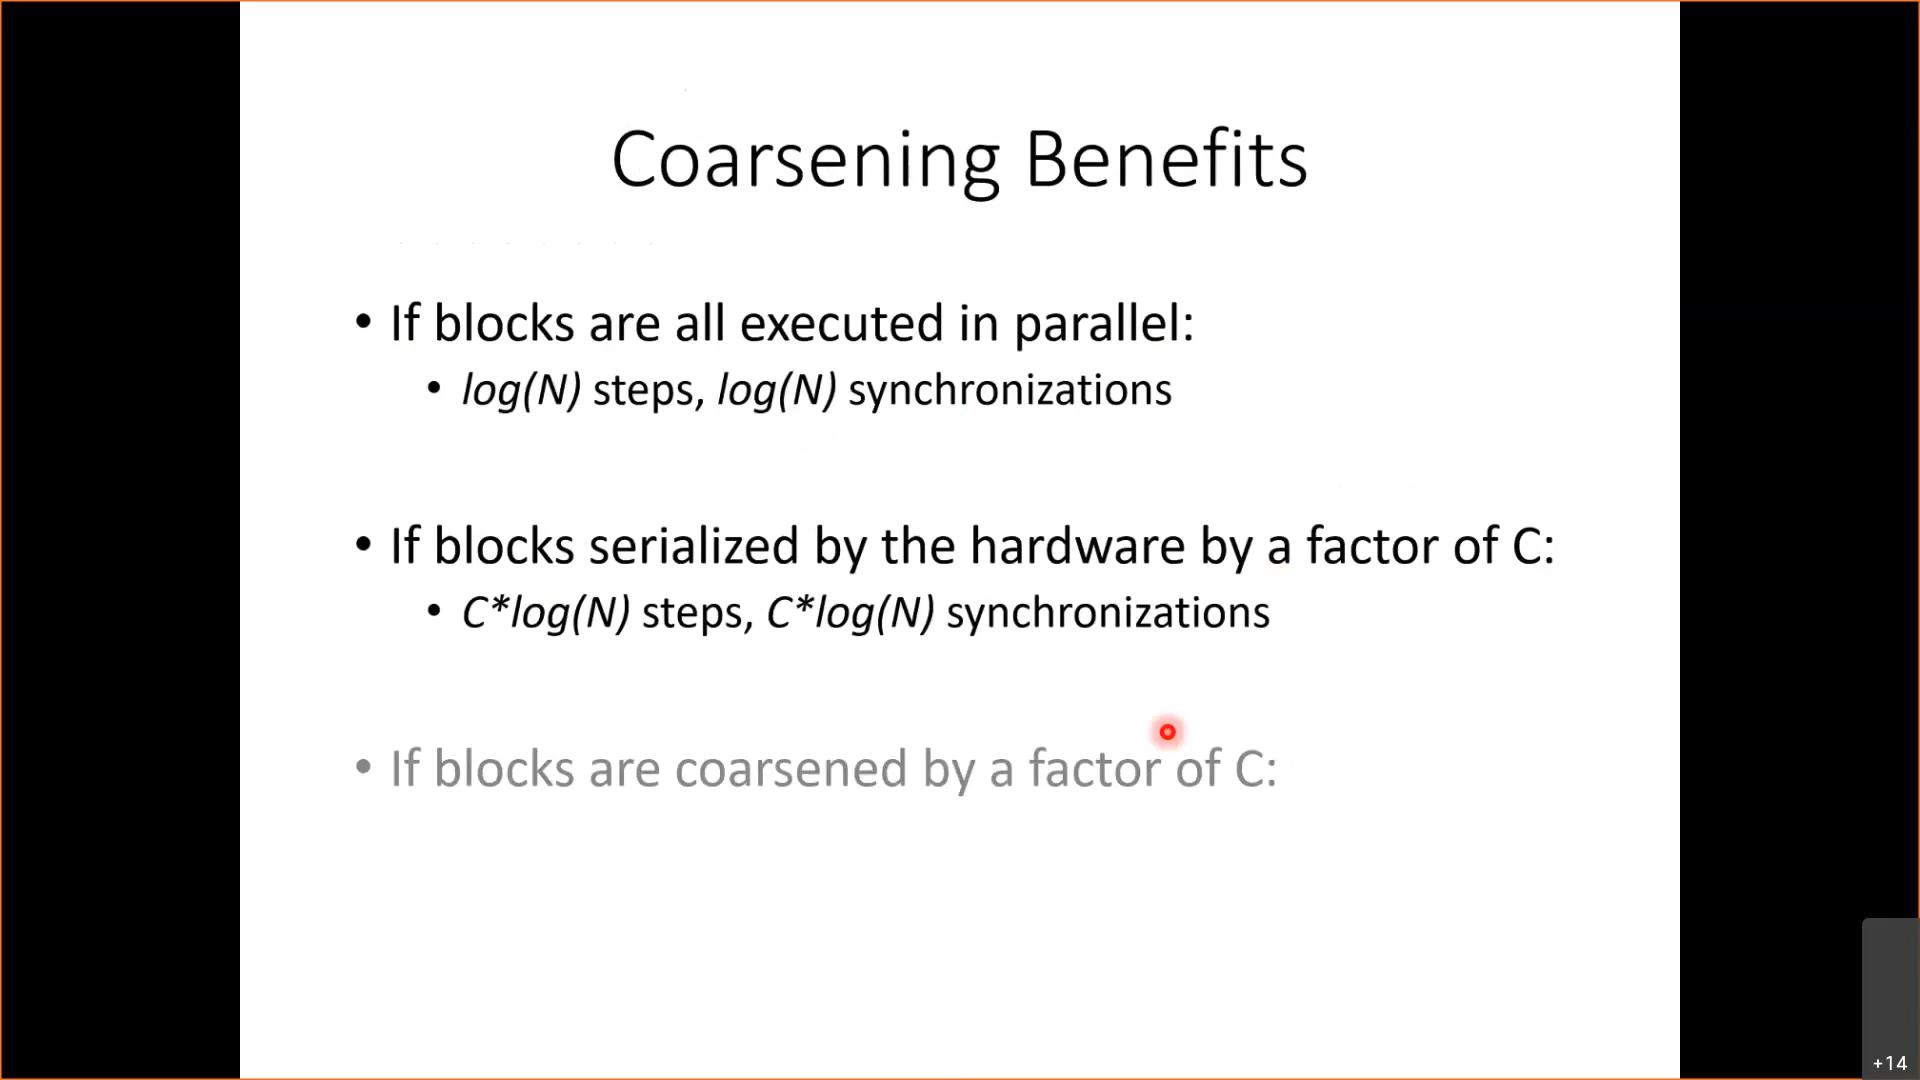 Coarsening Benefits
• If blocks are all executed in parallel:
• log(N) steps, log(N) synchronizations
• If blocks serialized by the hardware by a factor of C:
• C*log(N) steps, C*log(N) synchronizations
• If blocks are coarsened by a factor of C:
+14